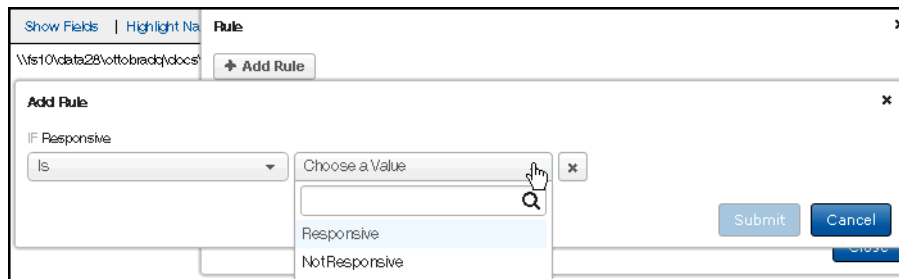 Show Fields | Highlight Na
Rule
\\fs10\data28\ottobradq\docs\
+ Add Rule
Add Rule
IF Responsive
Is
Choose a Value
Submit
Cancel
Responsive
NotResponsive
Close